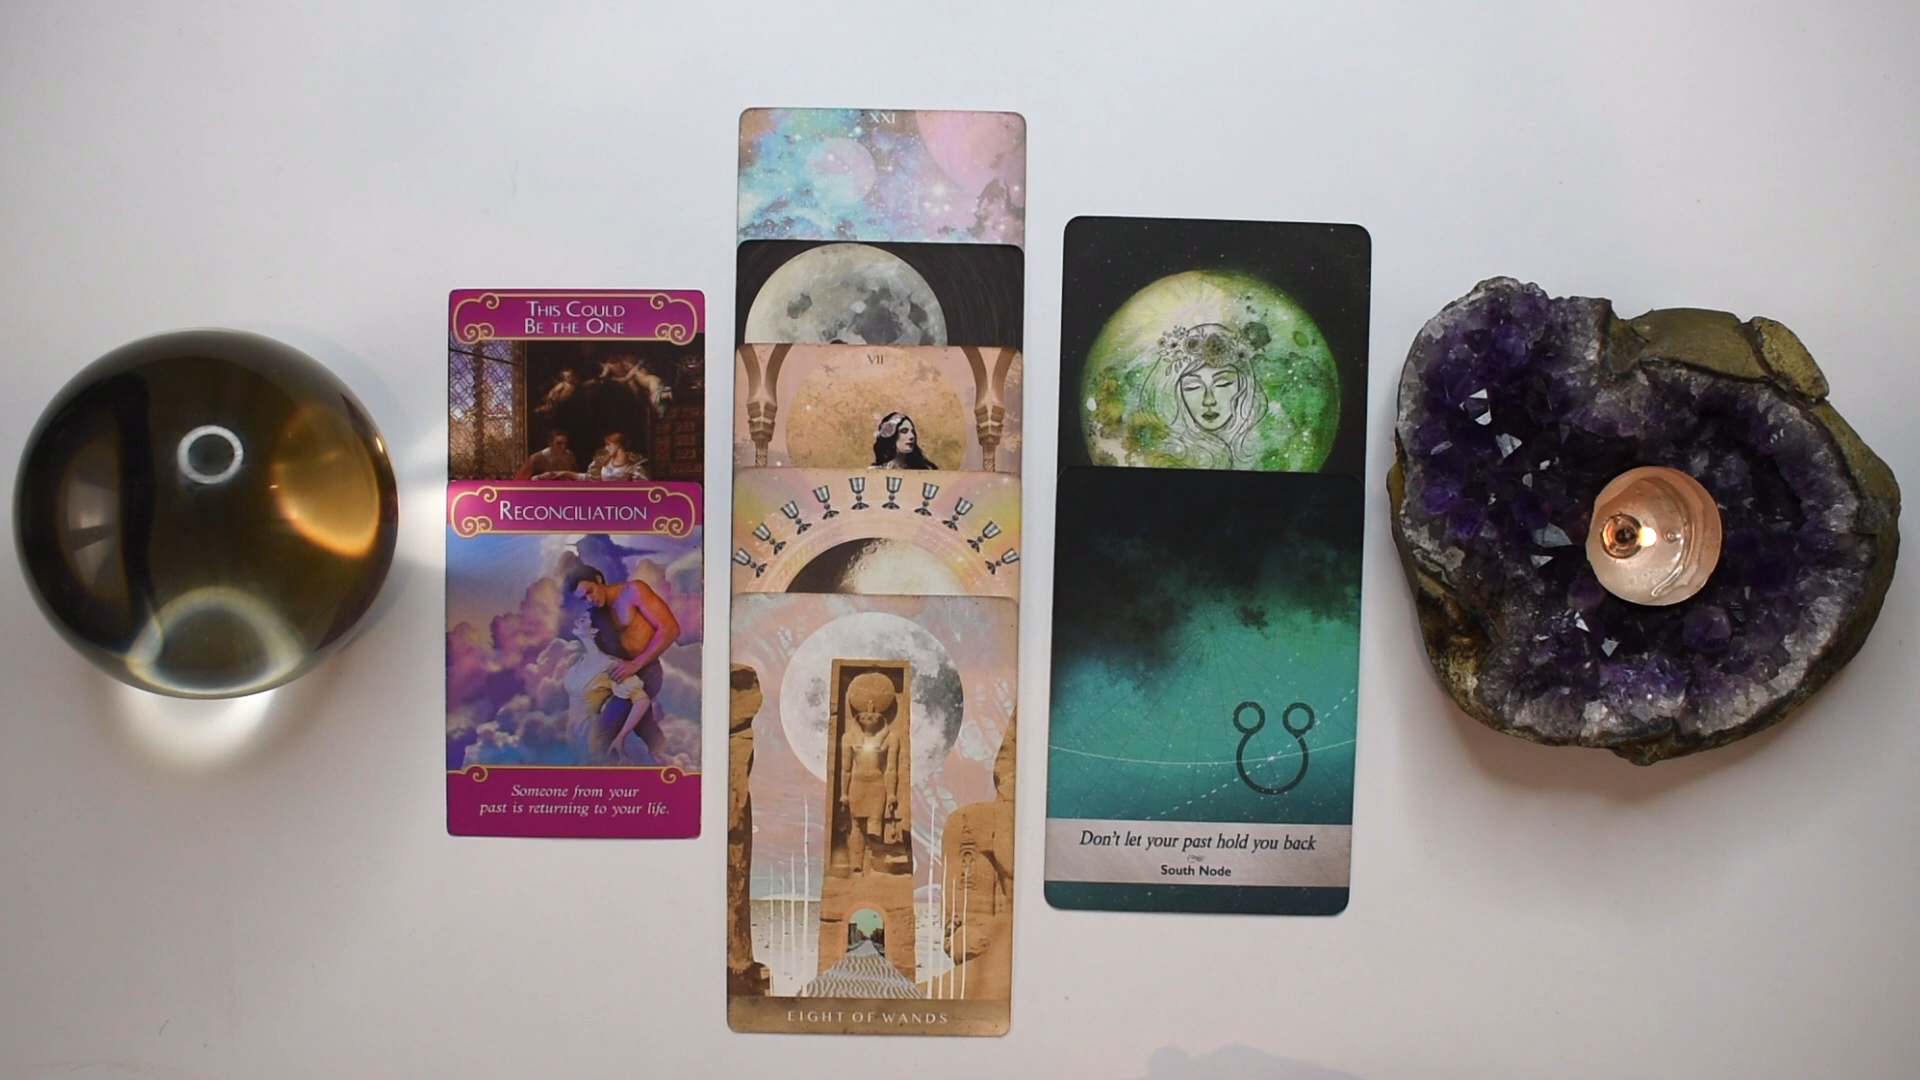 THIS COULD
BE THE ONE
RECONCILIATION
Someone from your
past is returning to your life.
XXI
VII
EIGHT OF WANDS
Don't let your past hold you back
South Node